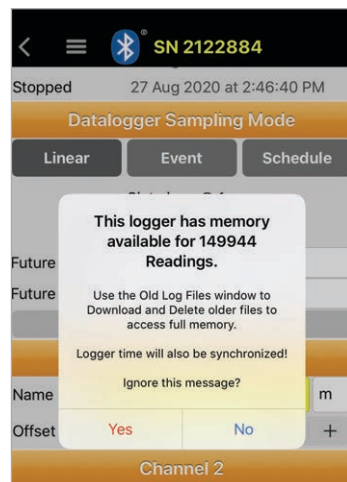 SN 2122884
Stopped 27 Aug 2020 at 2:46:40 PM
Datalogger Sampling Mode
Linear Event Schedule
This logger has memory
available for 149944
Readings.
Future
Future
Use the Old Log Files window to
Download and Delete older files to
access full memory.
Logger time will also be synchronized!
Ignore this message?
Name m
Offset Yes No +
Channel 2